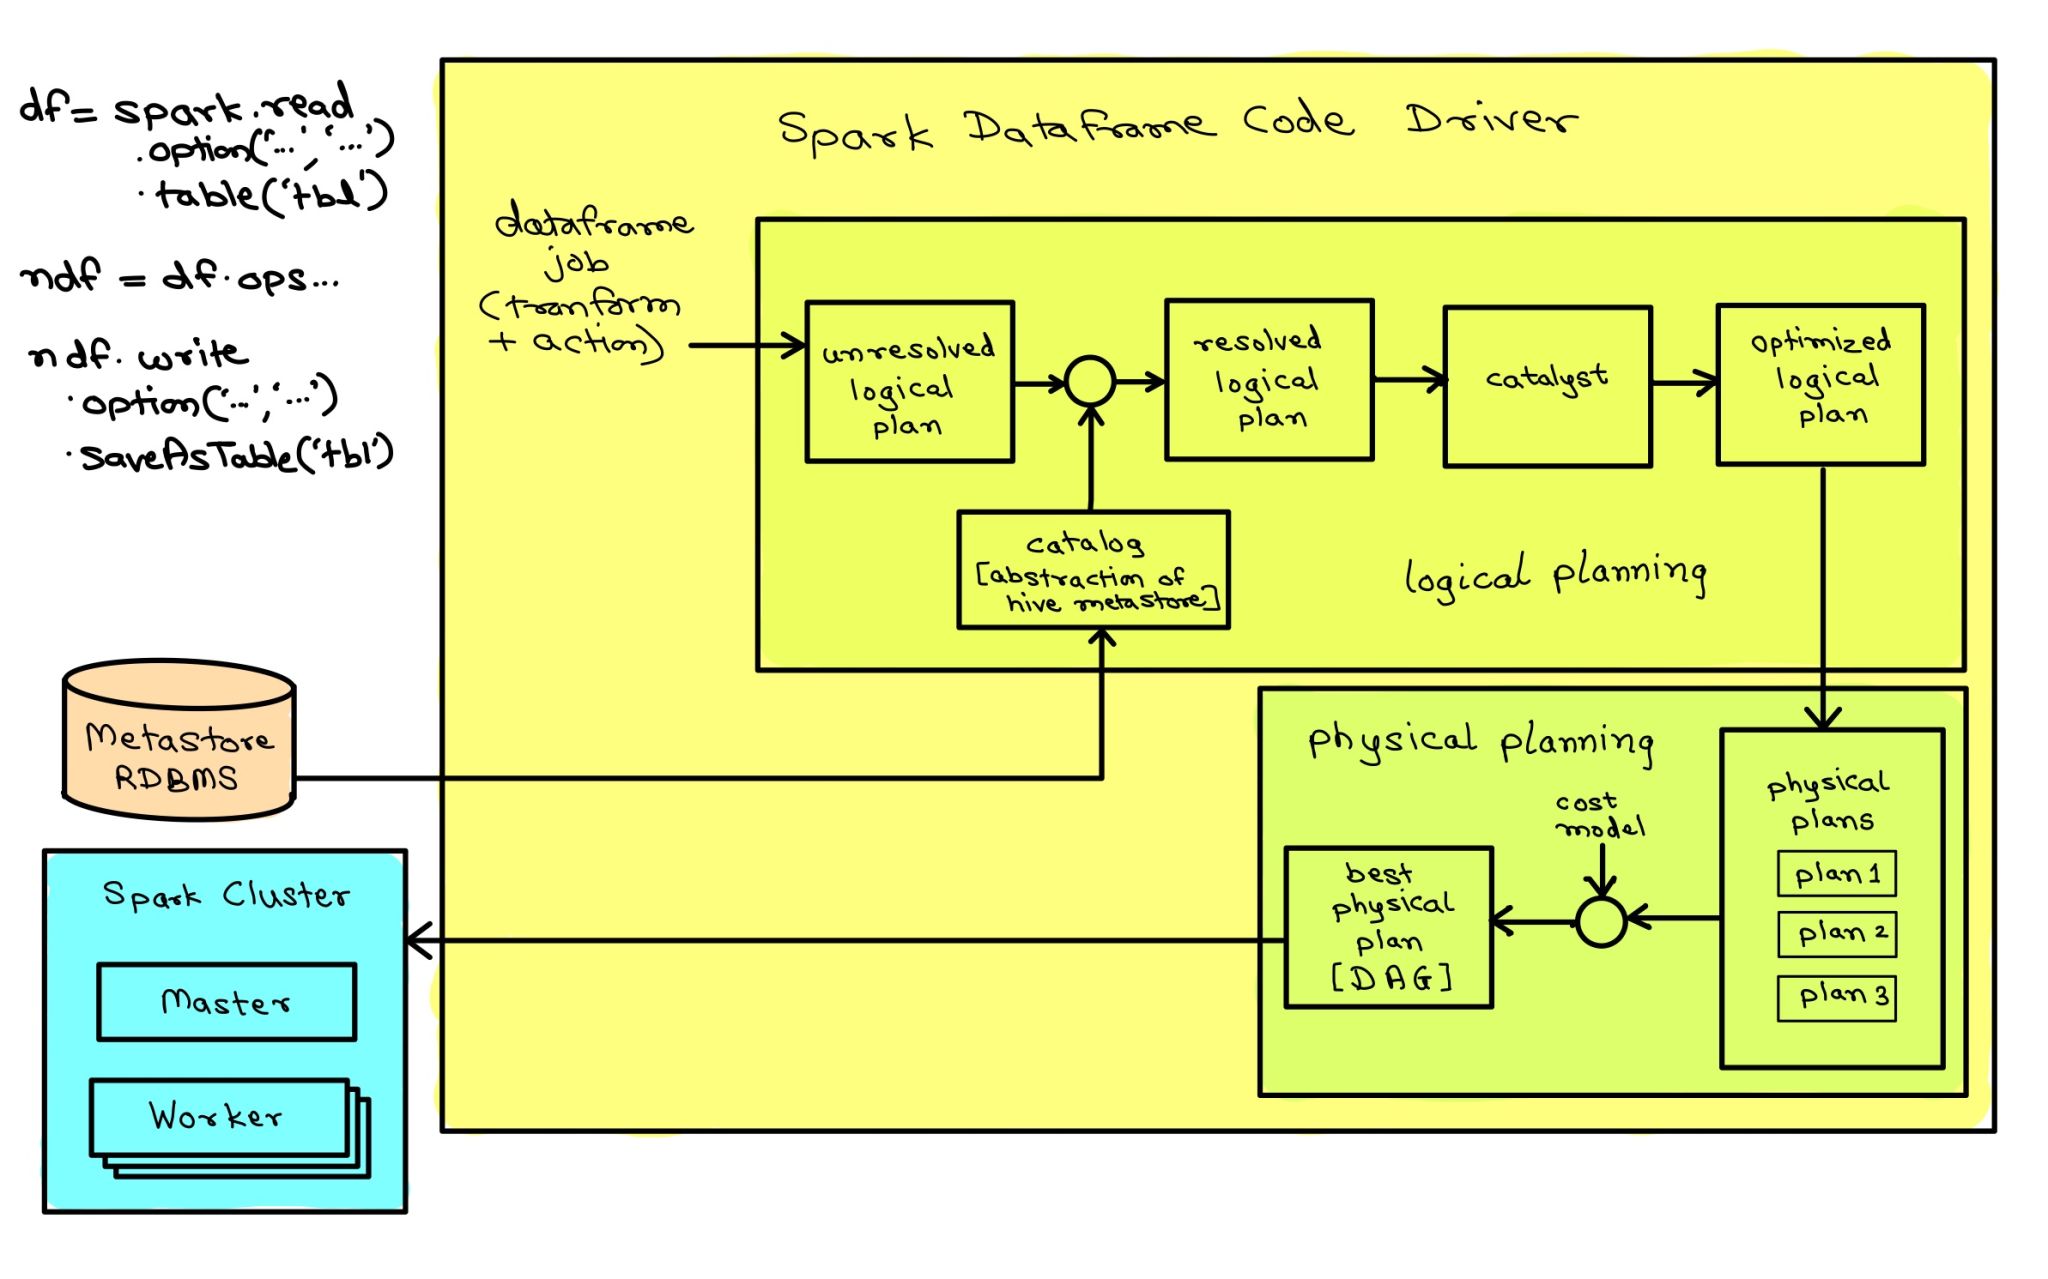 df= spark.read
.option('...', '...')
.table('tbl')
ndf = df.ops...
ndf.write
.option('...','...')
.saveAsTable('tbl')
Spark Dataframe Code Driver
dataframe
job
(tranform
+ action)
unresolved
logical
plan
resolved
logical
plan
catalyst
optimized
logical
plan
catalog
[abstraction of
hive metastore]
logical planning
Metastore
RDBMS
physical planning
cost
model
physical
plans
plan 1
plan 2
plan 3
best
physical
plan
[DAG]
Spark Cluster
Master
Worker